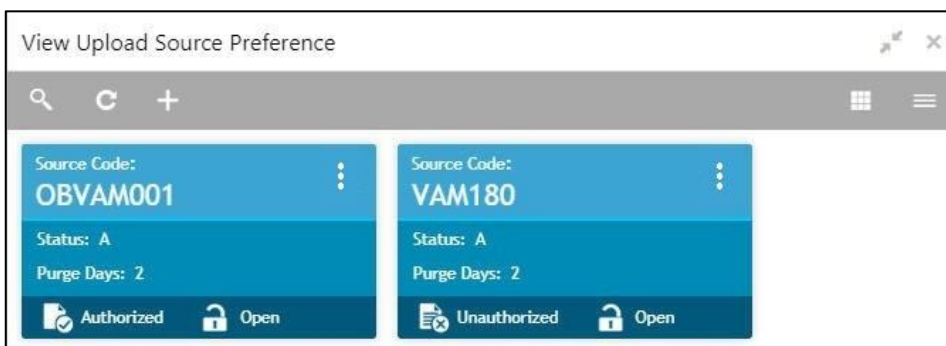 View Upload Source Preference
Source Code:
OBVAM001
Status: A
Purge Days: 2
Authorized Open
Source Code:
VAM180
Status: A
Purge Days: 2
Unauthorized Open